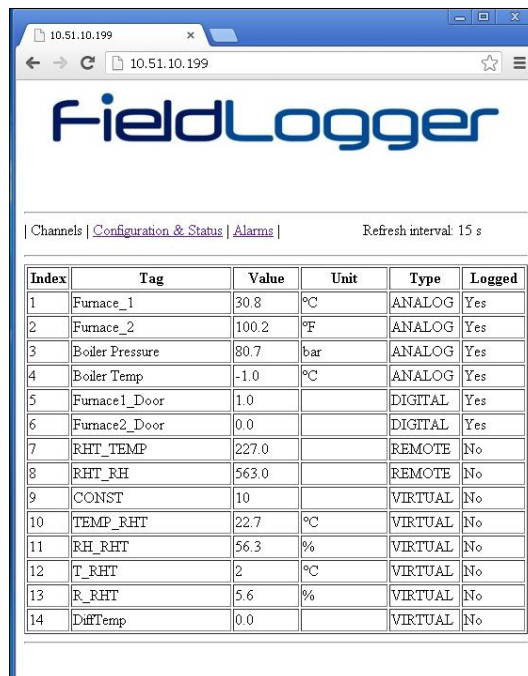 10.51.10.199
10.51.10.199
FieldLogger
| Channels | Configuration & Status | Alarms | Refresh interval: 15 s
Index Tag Value Unit Type Logged
1 Furnace_1 30.8 ºC ANALOG Yes
2 Furnace_2 100.2 ºF ANALOG Yes
3 Boiler Pressure 80.7 bar ANALOG Yes
4 Boiler Temp -1.0 ºC ANALOG Yes
5 Furnace1_Door 1.0 DIGITAL Yes
6 Furnace2_Door 0.0 DIGITAL Yes
7 RHT_TEMP 227.0 REMOTE No
8 RHT_RH 563.0 REMOTE No
9 CONST 10 VIRTUAL No
10 TEMP_RHT 22.7 ºC VIRTUAL No
11 RH_RHT 56.3 % VIRTUAL No
12 T_RHT 2 ºC VIRTUAL No
13 R_RHT 5.6 % VIRTUAL No
14 DiffTemp 0.0 VIRTUAL No